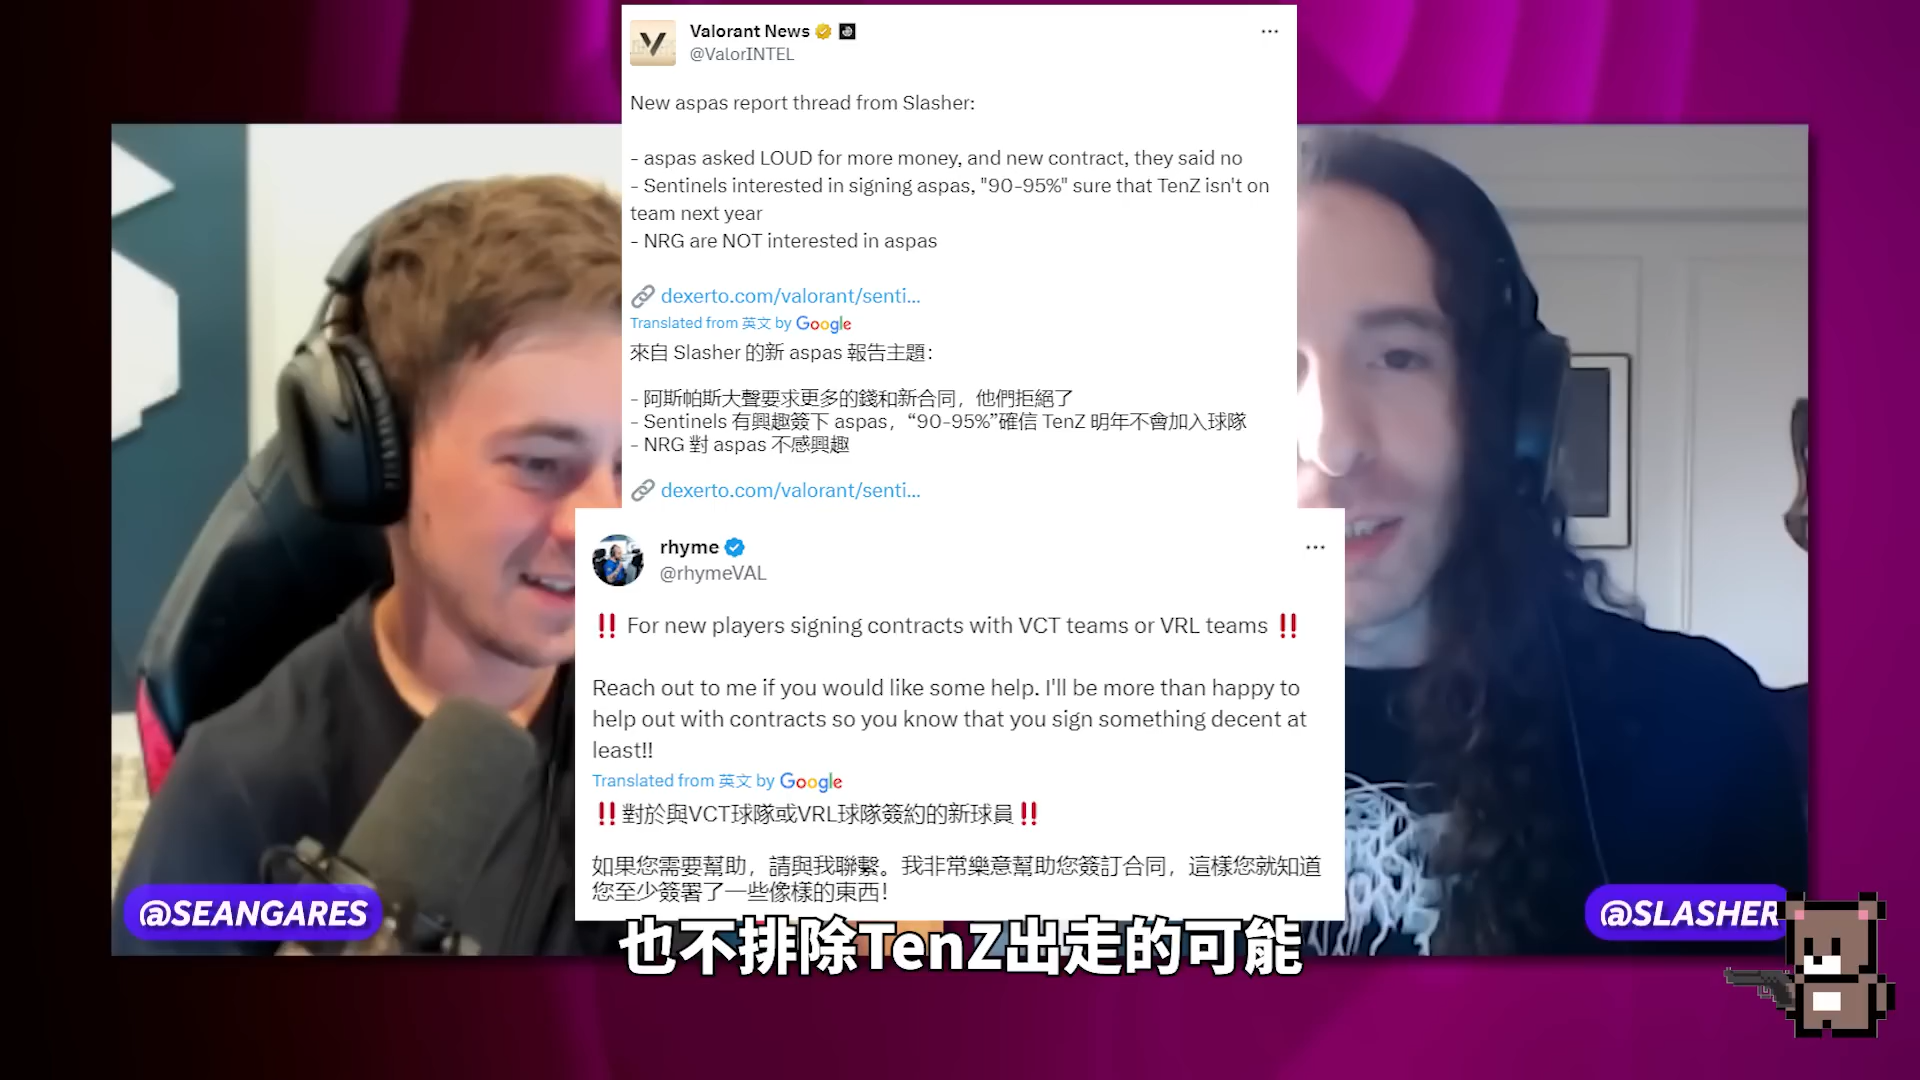 Valorant News
@ValorINTEL
New aspas report thread from Slasher:
- aspas asked LOUD for more money, and new contract, they said no
- Sentinels interested in signing aspas, "90-95%" sure that TenZ isn't on
team next year
- NRG are NOT interested in aspas
dexerto.com/valorant/senti...
Translated from 英文 by Google
來自 Slasher 的新 aspas 報告主題:
- 阿斯帕斯大聲要求更多的錢和新合同，他們拒絕了
- Sentinels 有興趣簽下 aspas，“90-95%”確信 TenZ 明年不會加入球隊
- NRG 對 aspas 不感興趣
dexerto.com/valorant/senti...
rhyme
@rhymeVAL
‼ For new players signing contracts with VCT teams or VRL teams ‼
Reach out to me if you would like some help. I'll be more than happy to
help out with contracts so you know that you sign something decent at
least!!
Translated from 英文 by Google
‼對於與VCT球隊或VRL球隊簽約的新球員‼
如果您需要幫助，請與我聯繫。我非常樂意幫助您簽訂合同，這樣您就知道
您至少簽署了一些像樣的東西！
@SEANGARES
@SLASHER
也不排除TenZ出走的可能